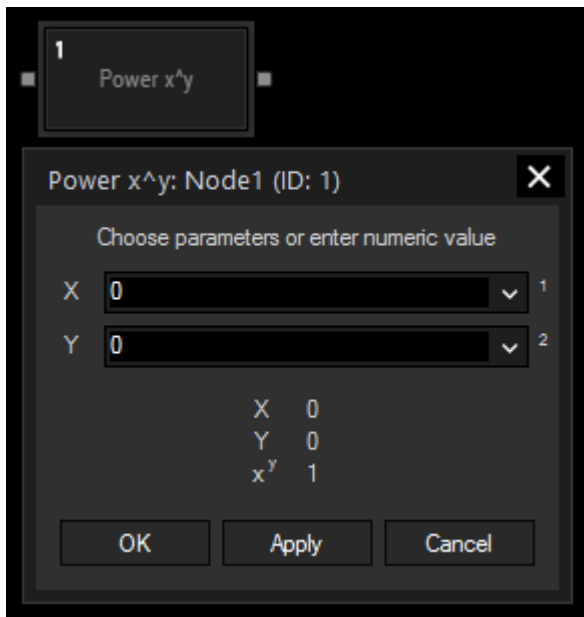 1
Power x^y
Power x^y: Node1 (ID: 1)
Choose parameters or enter numeric value
X 0 1
Y 0 2
X 0
Y 0
x^y 1
OK Apply Cancel